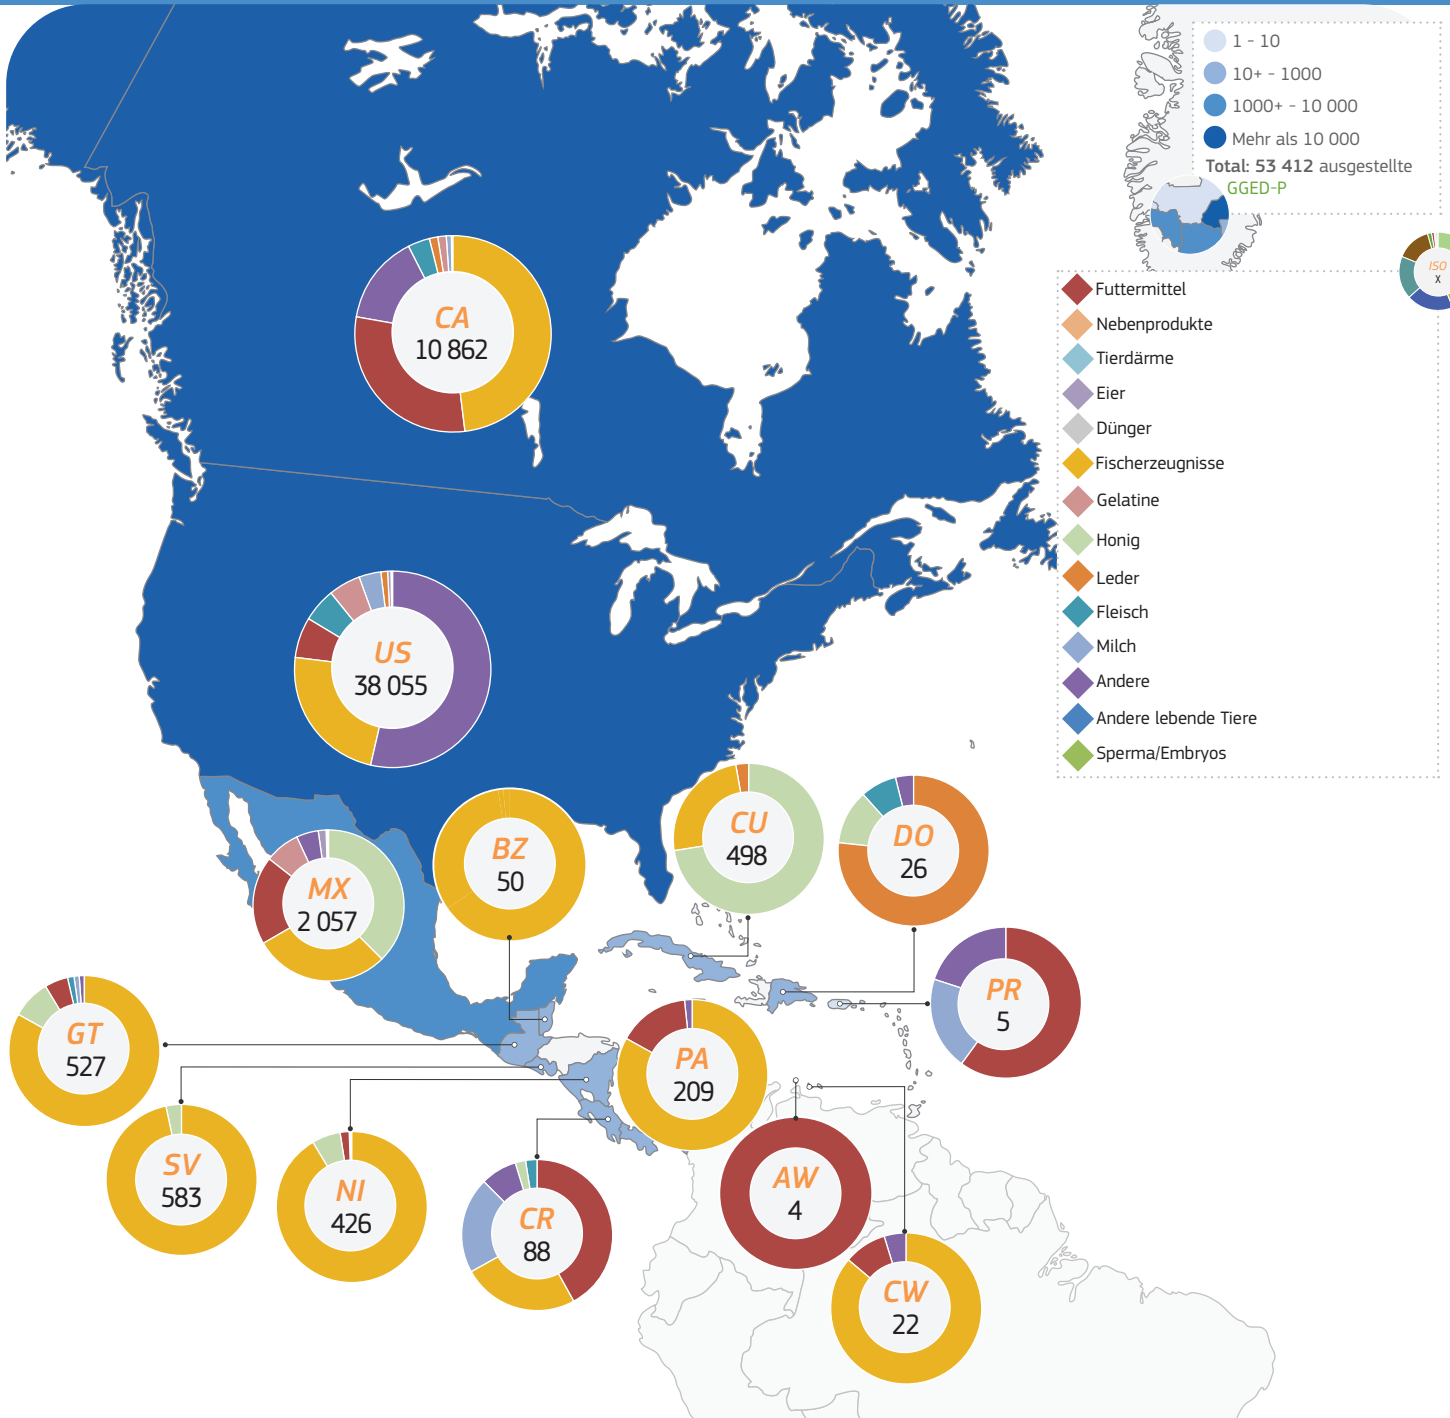 1 - 10
10+ - 1000
1000+ - 10 000
Mehr als 10 000
Total: 53 412 ausgestellte
GGED-P
ISO
X
Futtermittel
Nebenprodukte
Tierdärme
Eier
Dünger
Fischerzeugnisse
Gelatine
Honig
Leder
Fleisch
Milch
Andere
Andere lebende Tiere
Sperma/Embryos
CA
10 862
US
38 055
MX
2 057
BZ
50
CU
498
DO
26
PR
5
GT
527
PA
209
SV
583
NI
426
CR
88
AW
4
CW
22